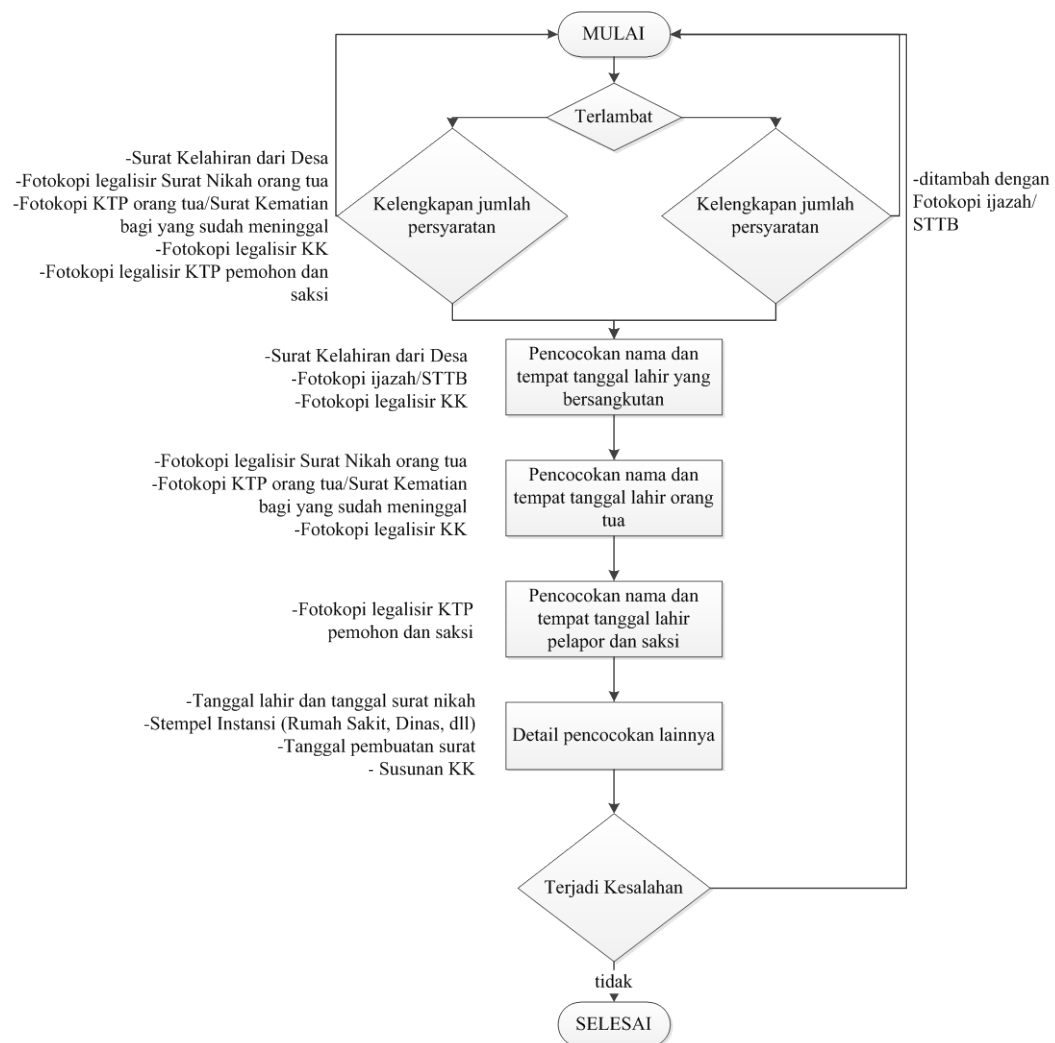 MULAI
Terlambat
-Surat Kelahiran dari Desa
-Fotokopi legalisir Surat Nikah orang tua
-Fotokopi KTP orang tua/Surat Kematian
bagi yang sudah meninggal
-Fotokopi legalisir KK
-Fotokopi legalisir KTP pemohon dan
saksi
Kelengkapan jumlah
persyaratan
Kelengkapan jumlah
persyaratan
-ditambah dengan
Fotokopi ijazah/
STTB
-Surat Kelahiran dari Desa
-Fotokopi ijazah/STTB
-Fotokopi legalisir KK
Pencocokan nama dan
tempat tanggal lahir yang
bersangkutan
-Fotokopi legalisir Surat Nikah orang tua
-Fotokopi KTP orang tua/Surat Kematian
bagi yang sudah meninggal
-Fotokopi legalisir KK
Pencocokan nama dan
tempat tanggal lahir orang
tua
-Fotokopi legalisir KTP
pemohon dan saksi
Pencocokan nama dan
tempat tanggal lahir
pelapor dan saksi
-Tanggal lahir dan tanggal surat nikah
-Stempel Instansi (Rumah Sakit, Dinas, dll)
-Tanggal pembuatan surat
- Susunan KK
Detail pencocokan lainnya
Terjadi Kesalahan
tidak
SELESAI